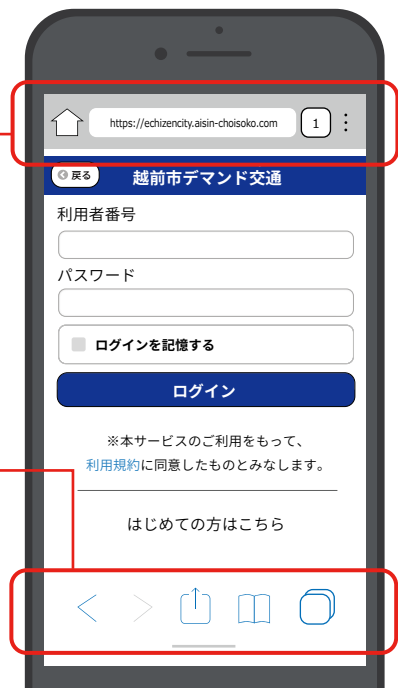 https://echizencity.aisin-choisoko.com
1
戻る
越前市デマンド交通
利用者番号
パスワード
ログインを記憶する
ログイン
※本サービスのご利用をもって、
利用規約に同意したものとみなします。
はじめての方はこちら